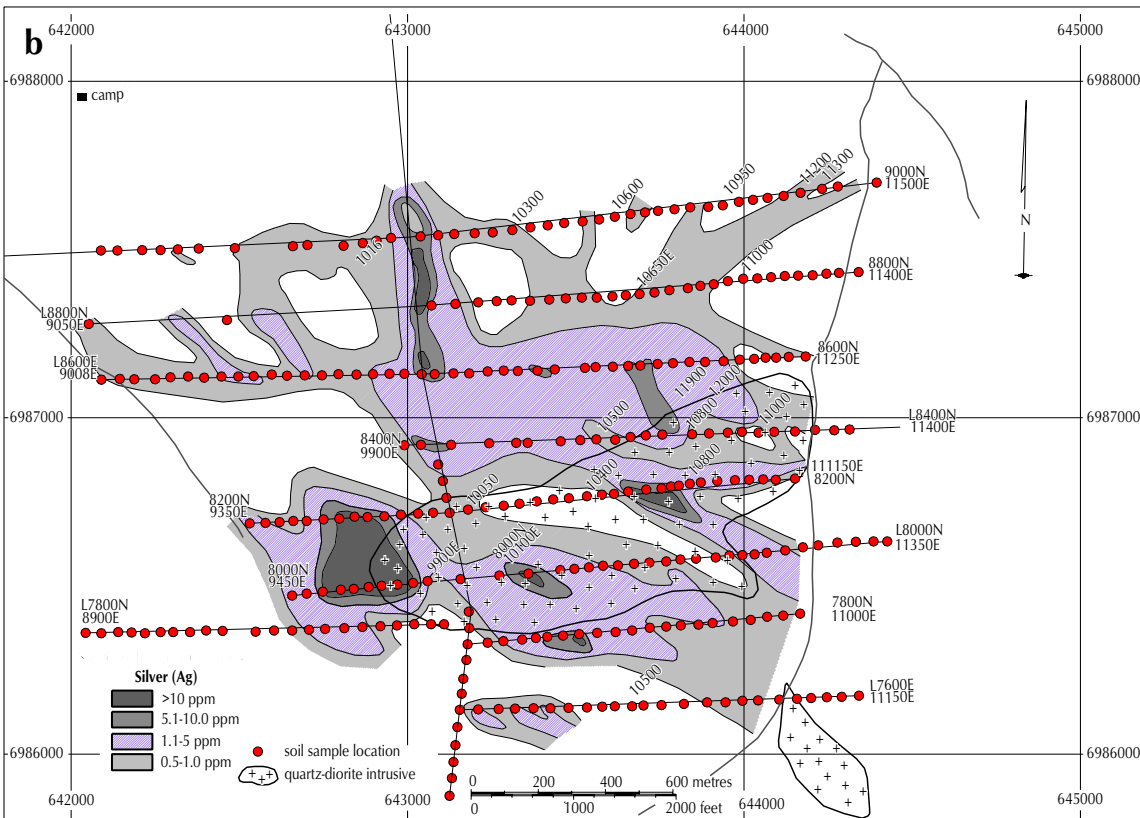 b
642000
643000
644000
645000
6988000
6988000
camp
11200
11300
9000N
11500E
10950
10600
10300
1016
N
10650E
11000
8800N
11400E
L8800N
9050E
8600N
11250E
L8600E
9008E
11900
12000
6987000
6987000
10500
10800
11000
L8400N
11400E
8400N
9900E
10800
10400
10050
111150E
8200N
8200N
9350E
L8000N
11350E
9900E
8000N
10100E
8000N
9450E
L7800N
8900E
7800N
11000E
10500
L7600E
11150E
Silver (Ag)
>10 ppm
5.1-10.0 ppm
1.1-5 ppm
0.5-1.0 ppm
soil sample location
quartz-diorite intrusive
6986000
6986000
0 200 400 600 metres
0 1000 2000 feet
642000
643000
644000
645000